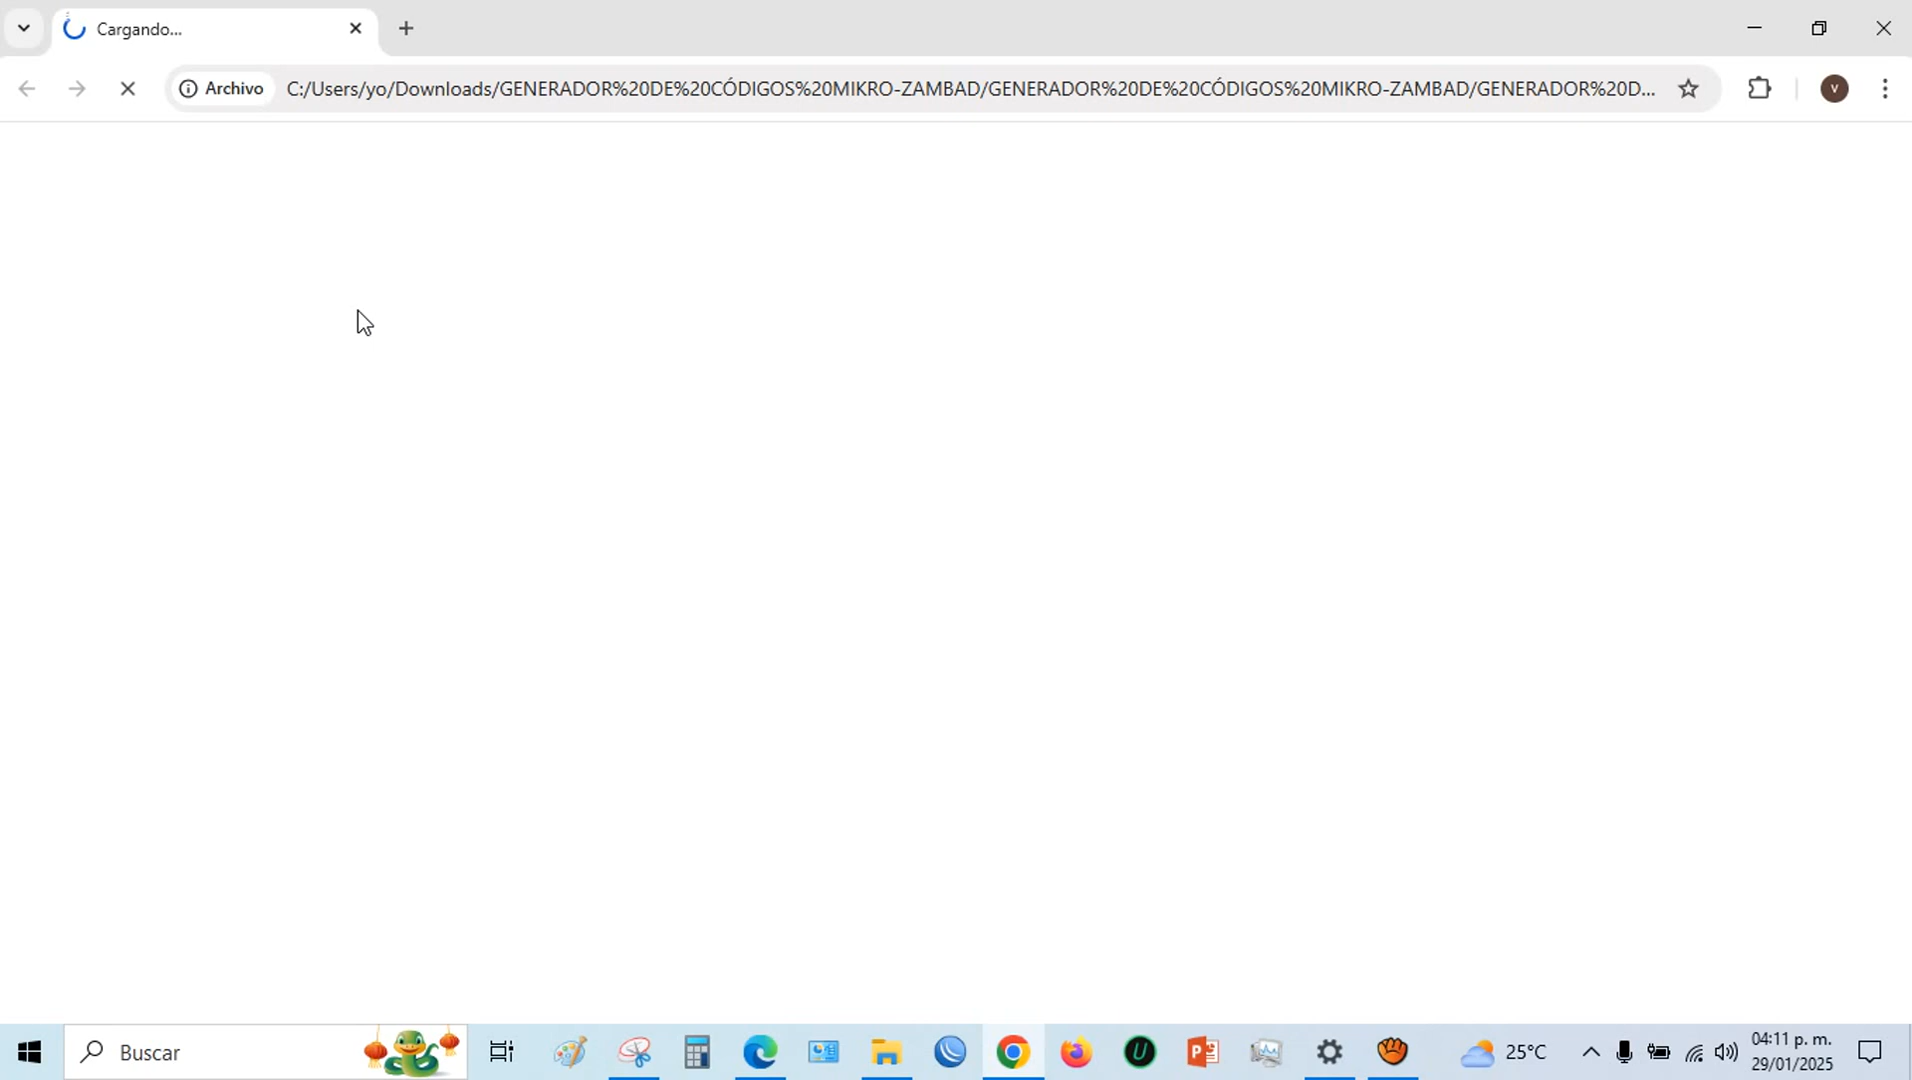 Cargando...
Archivo
C:/Users/yo/Downloads/GENERADOR%20DE%20CÓDIGOS%20MIKRO-ZAMBAD/GENERADOR%20DE%20CÓDIGOS%20MIKRO-ZAMBAD/GENERADOR%20D...
V
Buscar
U
P
25°C
04:11 p. m.
29/01/2025